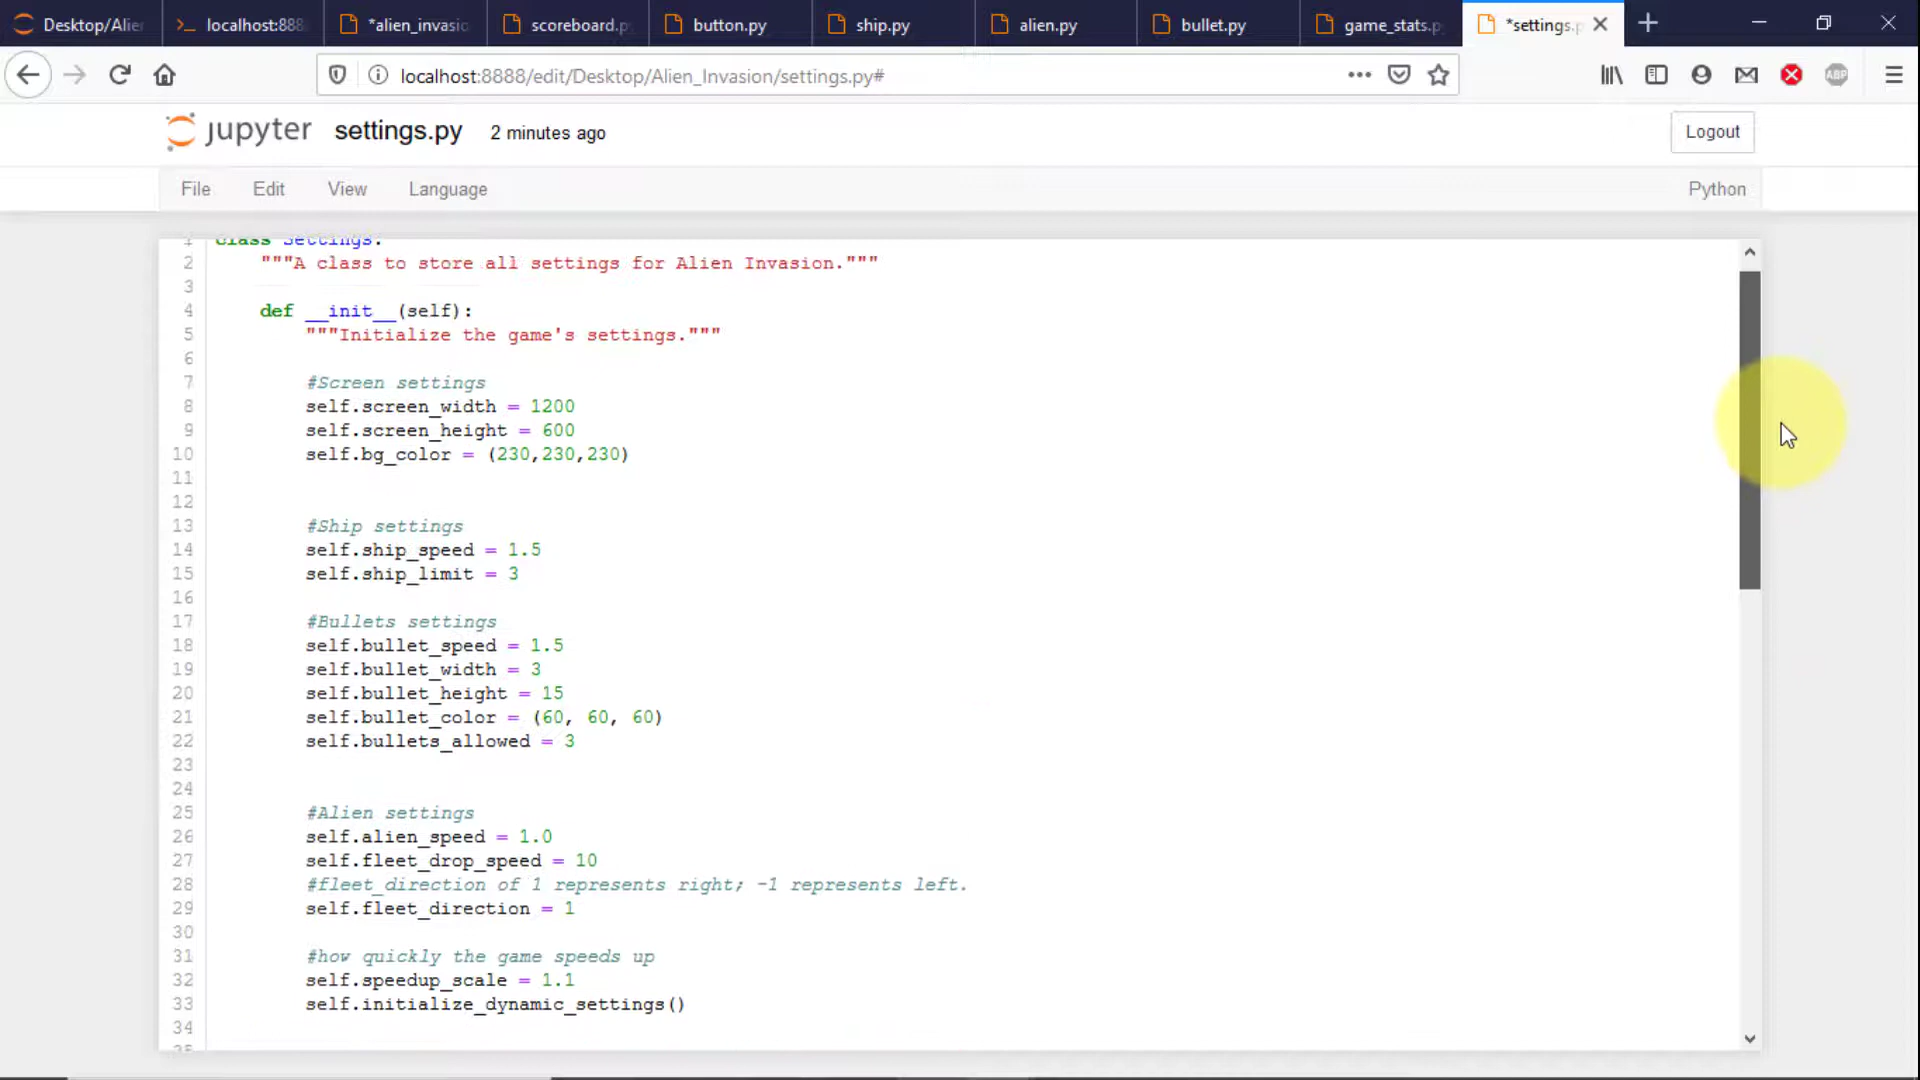 Desktop/Alie
>_ localhost:888
*alien_invasio
scoreboard.p
button.py
ship.py
alien.py
bullet.py
game_stats.p
*settings.p
localhost:8888/edit/Desktop/Alien_Invasion/settings.py#
ABP
jupyter settings.py 2 minutes ago
Logout
File Edit View Language Python
1 class Settings:
2 """A class to store all settings for Alien Invasion."""
3
4 def __init__(self):
5 """Initialize the game's settings."""
6
7 #Screen settings
8 self.screen_width = 1200
9 self.screen_height = 600
10 self.bg_color = (230,230,230)
11
12
13 #Ship settings
14 self.ship_speed = 1.5
15 self.ship_limit = 3
16
17 #Bullets settings
18 self.bullet_speed = 1.5
19 self.bullet_width = 3
20 self.bullet_height = 15
21 self.bullet_color = (60, 60, 60)
22 self.bullets_allowed = 3
23
24
25 #Alien settings
26 self.alien_speed = 1.0
27 self.fleet_drop_speed = 10
28 #fleet_direction of 1 represents right; -1 represents left.
29 self.fleet_direction = 1
30
31 #how quickly the game speeds up
32 self.speedup_scale = 1.1
33 self.initialize_dynamic_settings()
34
35